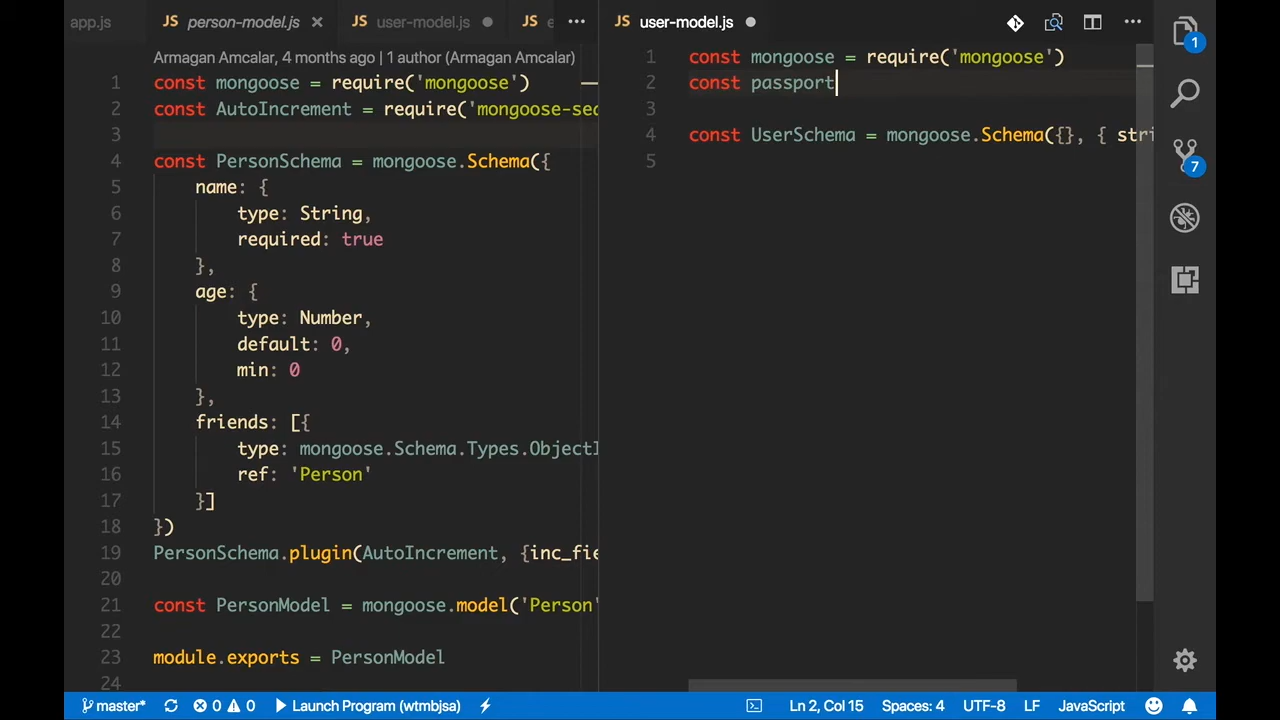 app.js
person-model.js
user-model.js
Armagan Amcalar, 4 months ago | 1 author (Armagan Amcalar)
1 const mongoose = require('mongoose')
2 const AutoIncrement = require('mongoose-se
3
4 const PersonSchema = mongoose.Schema({
5 name: {
6 type: String,
7 required: true
8 },
9 age: {
10 type: Number,
11 default: 0,
12 min: 0
13 },
14 friends: [{
15 type: mongoose.Schema.Types.Object
16 ref: 'Person'
17 }]
18 })
19 PersonSchema.plugin(AutoIncrement, {inc_fie
20
21 const PersonModel = mongoose.model('Person'
22
23 module.exports = PersonModel
24
user-model.js
1 const mongoose = require('mongoose')
2 const passport
3
4 const UserSchema = mongoose.Schema({}, { stri
5
1
7
master*
0
0
Launch Program (wtmbjsa)
Ln 2, Col 15
Spaces: 4
UTF-8
LF
JavaScript